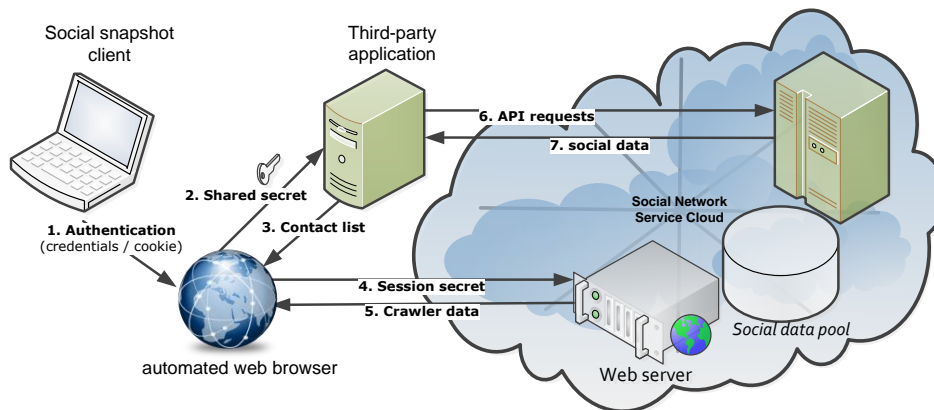 Social snapshot
client
Third-party
application
6. API requests
7. social data
2. Shared secret
Social Network
Service Cloud
1. Authentication
(credentials / cookie)
3. Contact list
4. Session secret
5. Crawler data
Social data pool
automated web browser
Web server